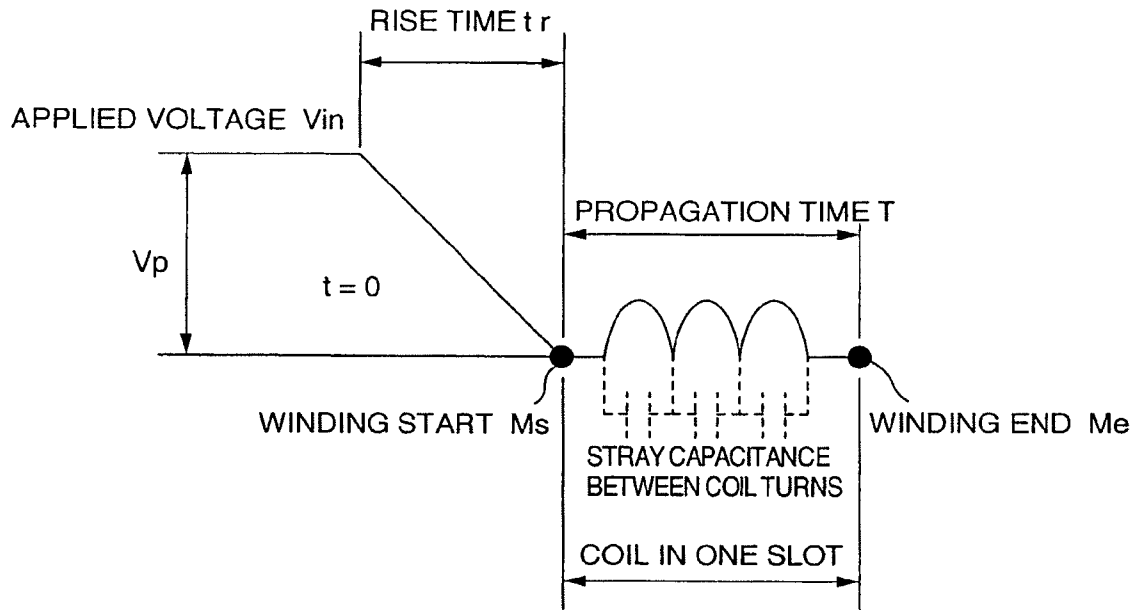 RISE TIME t r
APPLIED VOLTAGE Vin
PROPAGATION TIME T
Vp
t = 0
WINDING START Ms
WINDING END Me
STRAY CAPACITANCE
BETWEEN COIL TURNS
COIL IN ONE SLOT